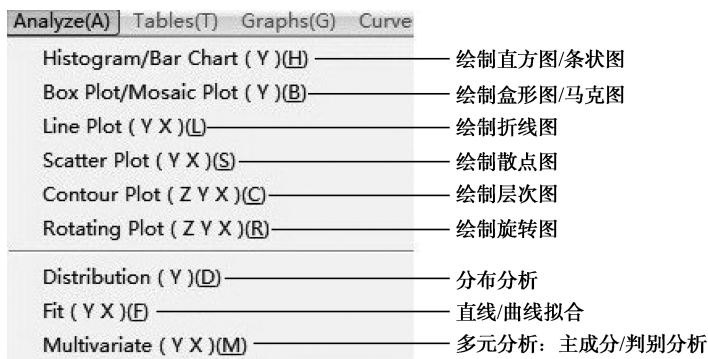 Analyze(A) Tables(T) Graphs(G) Curve
Histogram/Bar Chart ( Y )(H) 绘制直方图/条状图
Box Plot/Mosaic Plot ( Y )(B) 绘制盒形图/马克图
Line Plot ( Y X )(L) 绘制折线图
Scatter Plot ( Y X )(S) 绘制散点图
Contour Plot ( Z Y X )(C) 绘制层次图
Rotating Plot ( Z Y X )(R) 绘制旋转图
Distribution ( Y )(D) 分布分析
Fit ( Y X )(F) 直线/曲线拟合
Multivariate ( Y X )(M) 多元分析：主成分/判别分析